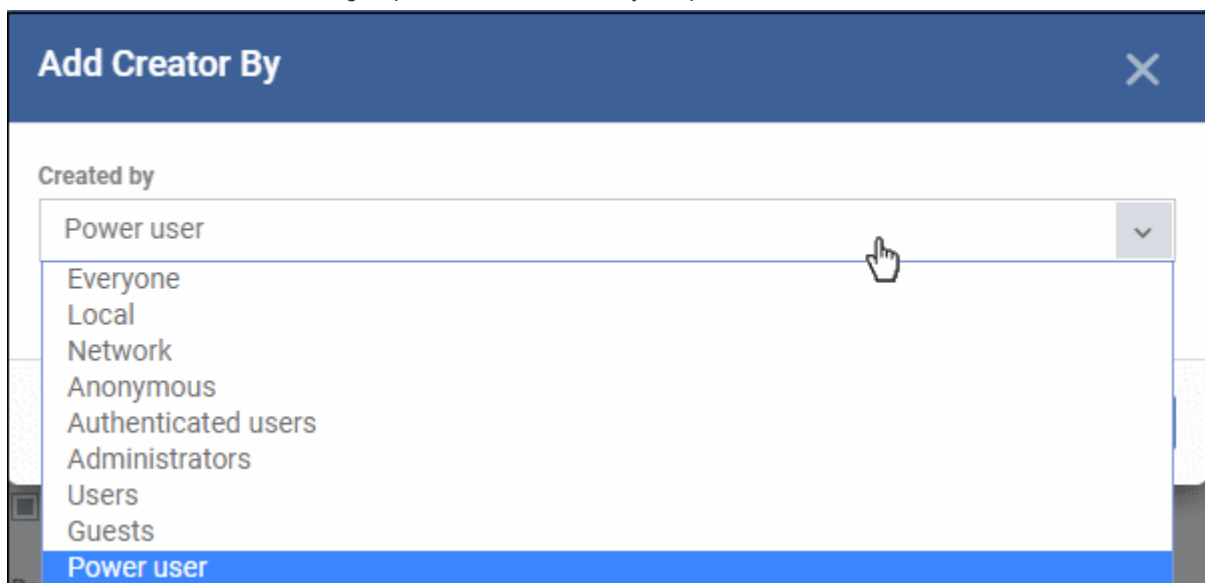 Add Creator By
Created by
Power user
Everyone
Local
Network
Anonymous
Authenticated users
Administrators
Users
Guests
Power user